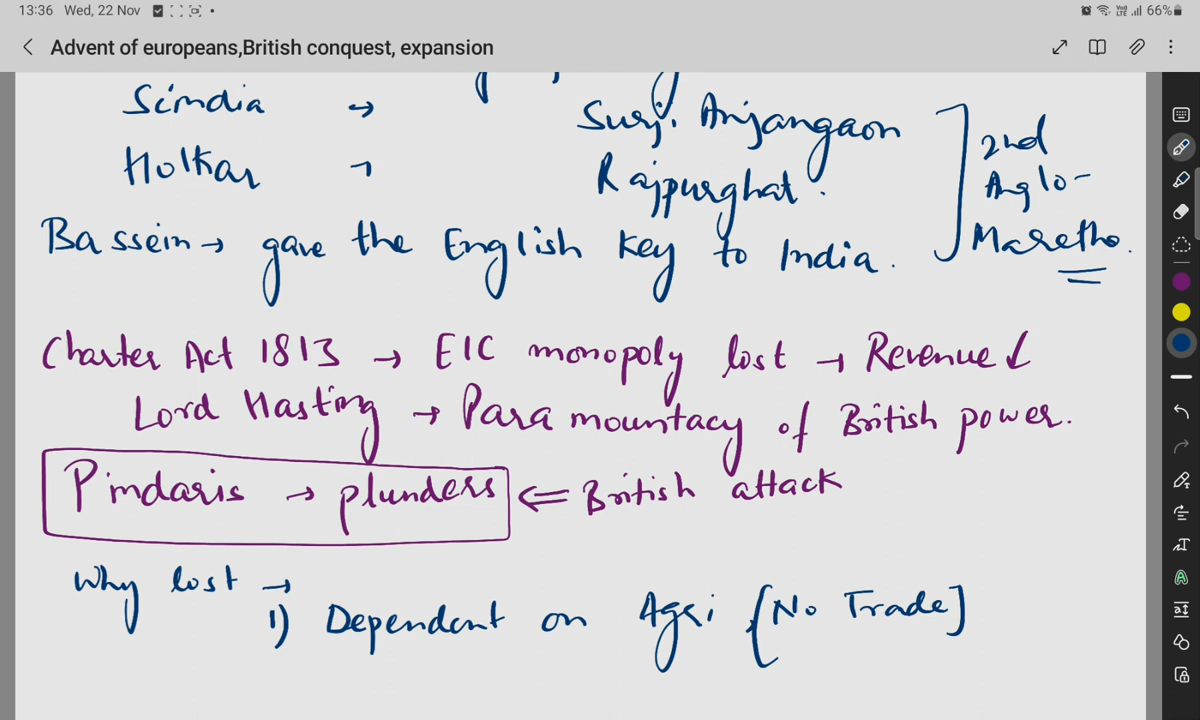 13:36 Wed, 22 Nov
66%
Advent of europeans,British conquest, expansion
Scindia → Surji Anjangaon
Holkar → Rajpurghat.
2nd
Anglo-
Maratha.
Bassein → gave the English key to India.
Charter Act 1813 → EIC monopoly lost → Revenue ↓
Lord Hasting → Paramountacy of British power.
Pindaris → plunders ⇐ British attack
Why lost →
1) Dependent on Agri [No Trade]